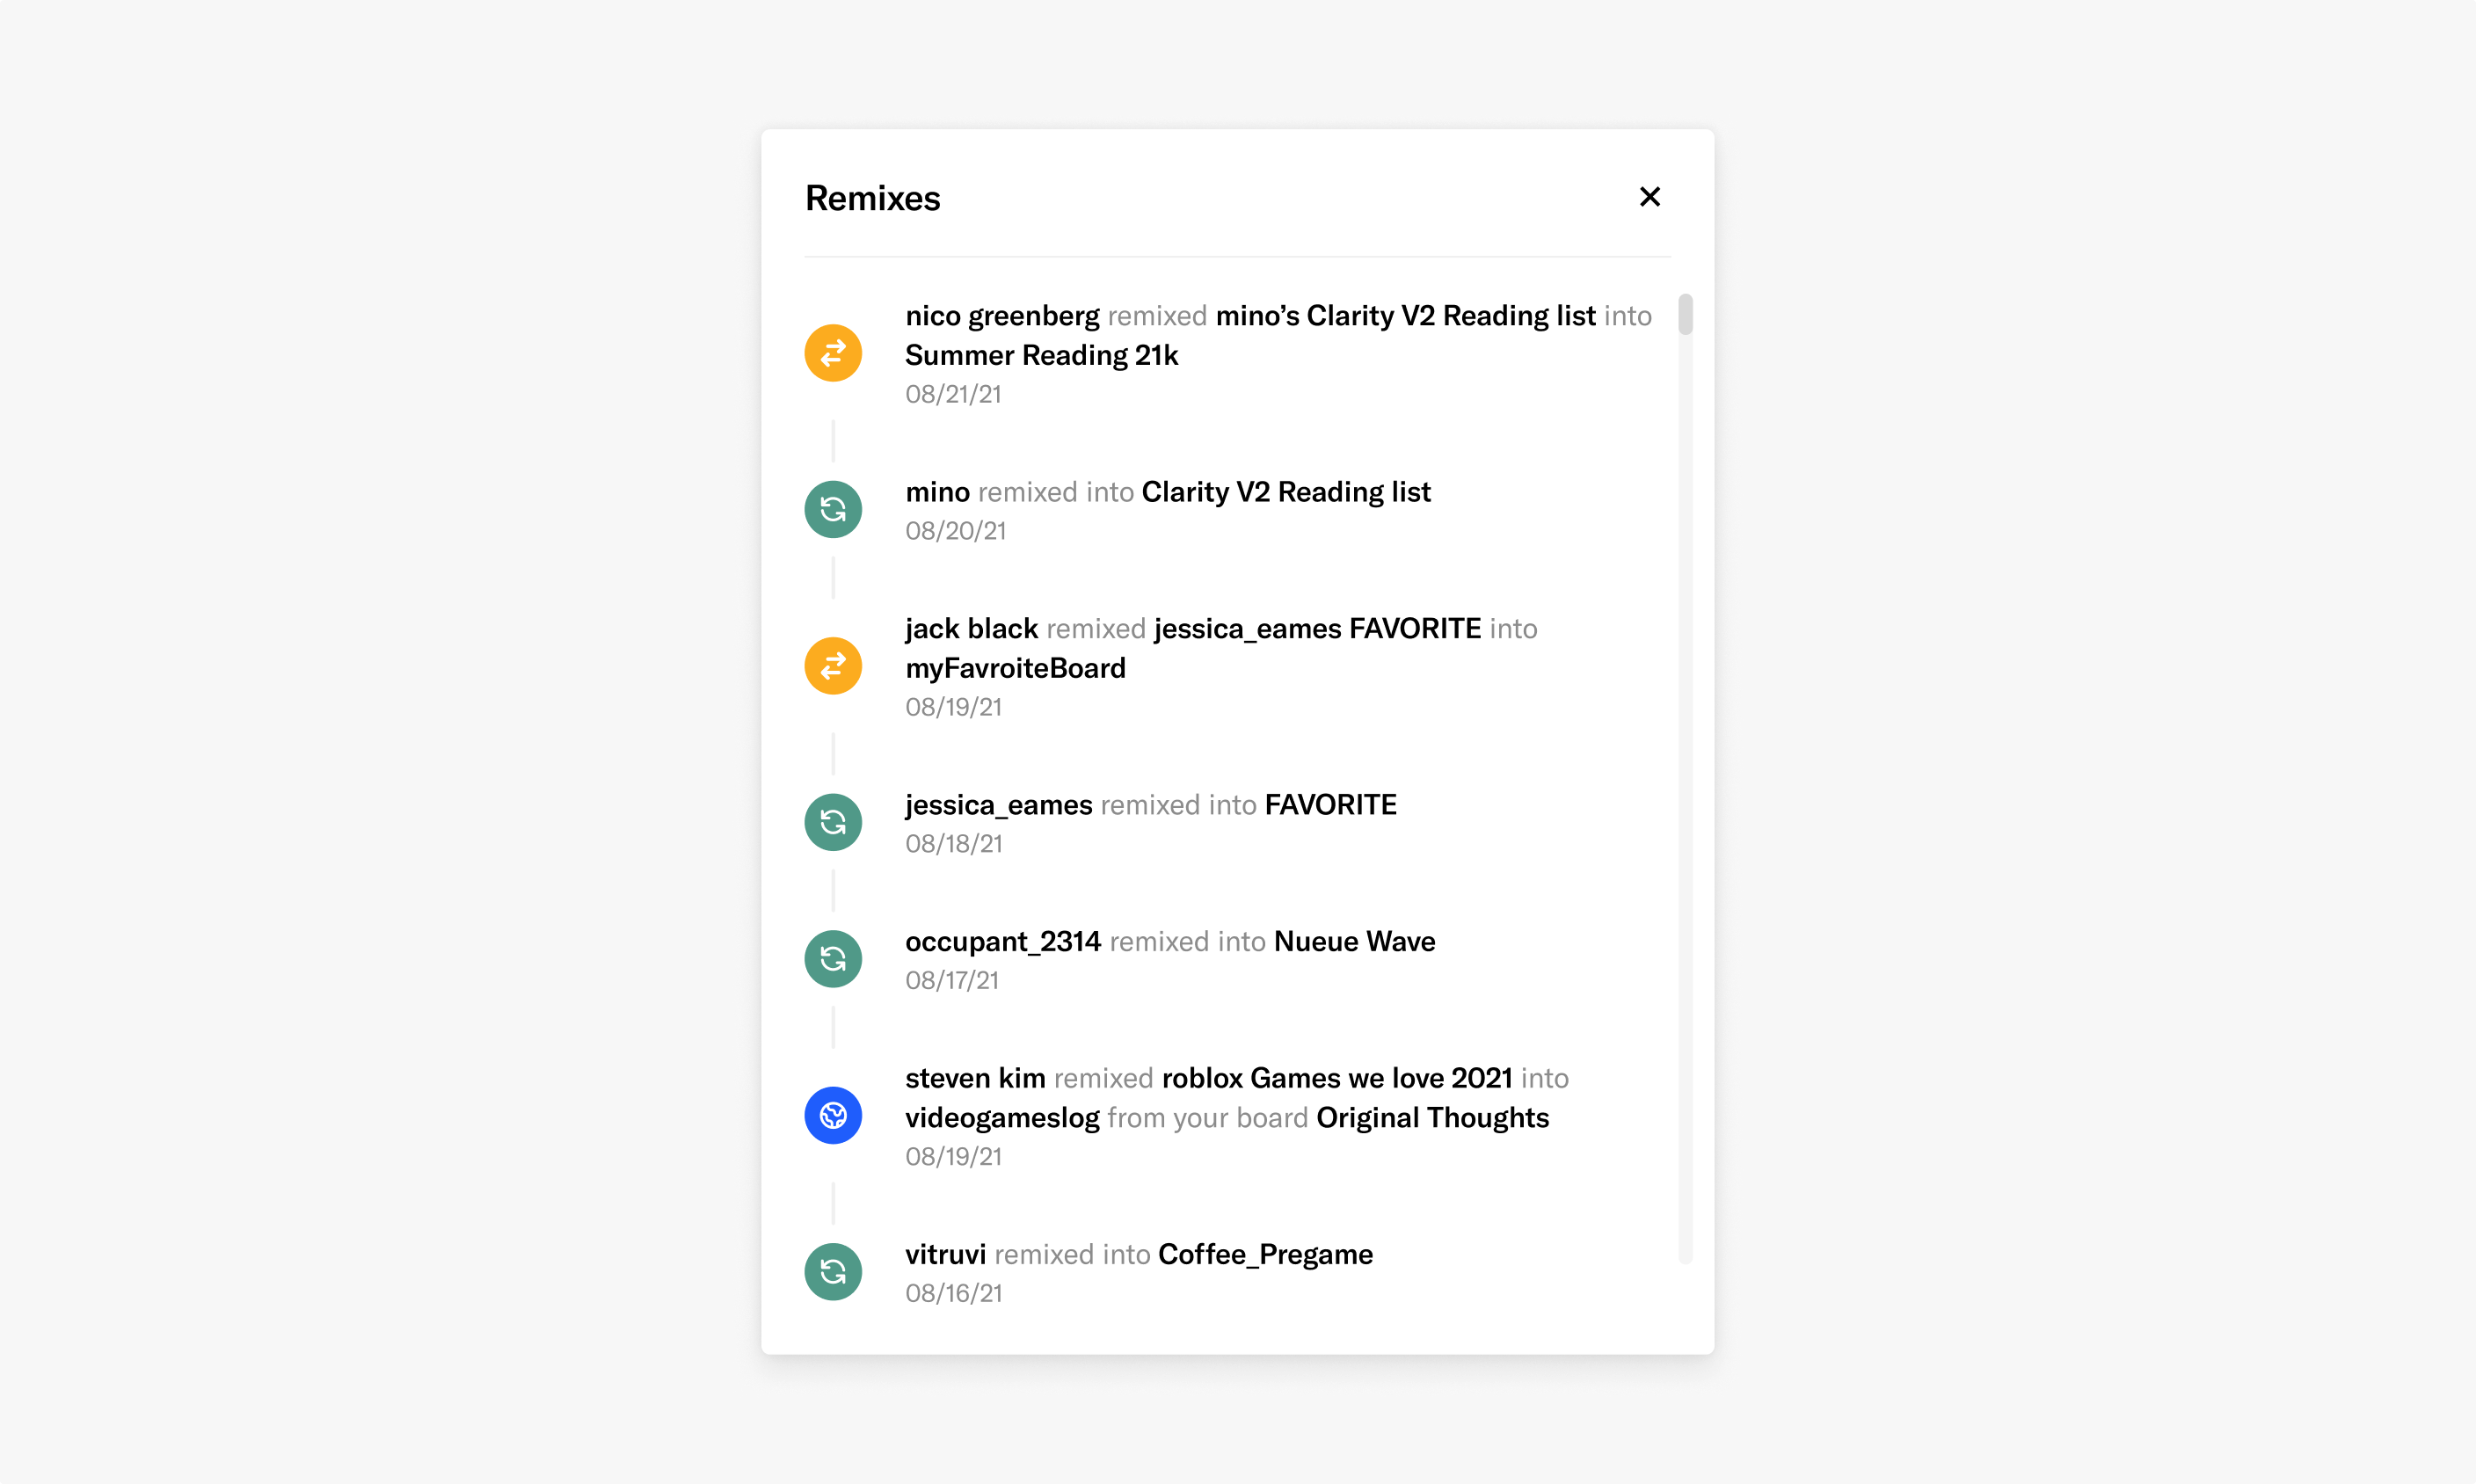 Remixes
nico greenberg remixed mino’s Clarity V2 Reading list into
Summer Reading 21k
08/21/21
mino remixed into Clarity V2 Reading list
08/20/21
jack black remixed jessica_eames FAVORITE into
myFavroiteBoard
08/19/21
jessica_eames remixed into FAVORITE
08/18/21
occupant_2314 remixed into Nueue Wave
08/17/21
steven kim remixed roblox Games we love 2021 into
videogameslog from your board Original Thoughts
08/19/21
vitruvi remixed into Coffee_Pregame
08/16/21